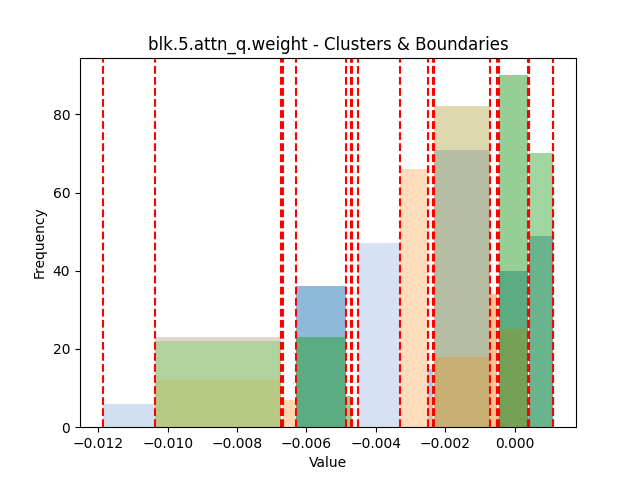 blk.5.attn_q.weight - Clusters & Boundaries
Frequency
80
60
40
20
0
−0.012 −0.010 −0.008 −0.006 −0.004 −0.002 0.000
Value